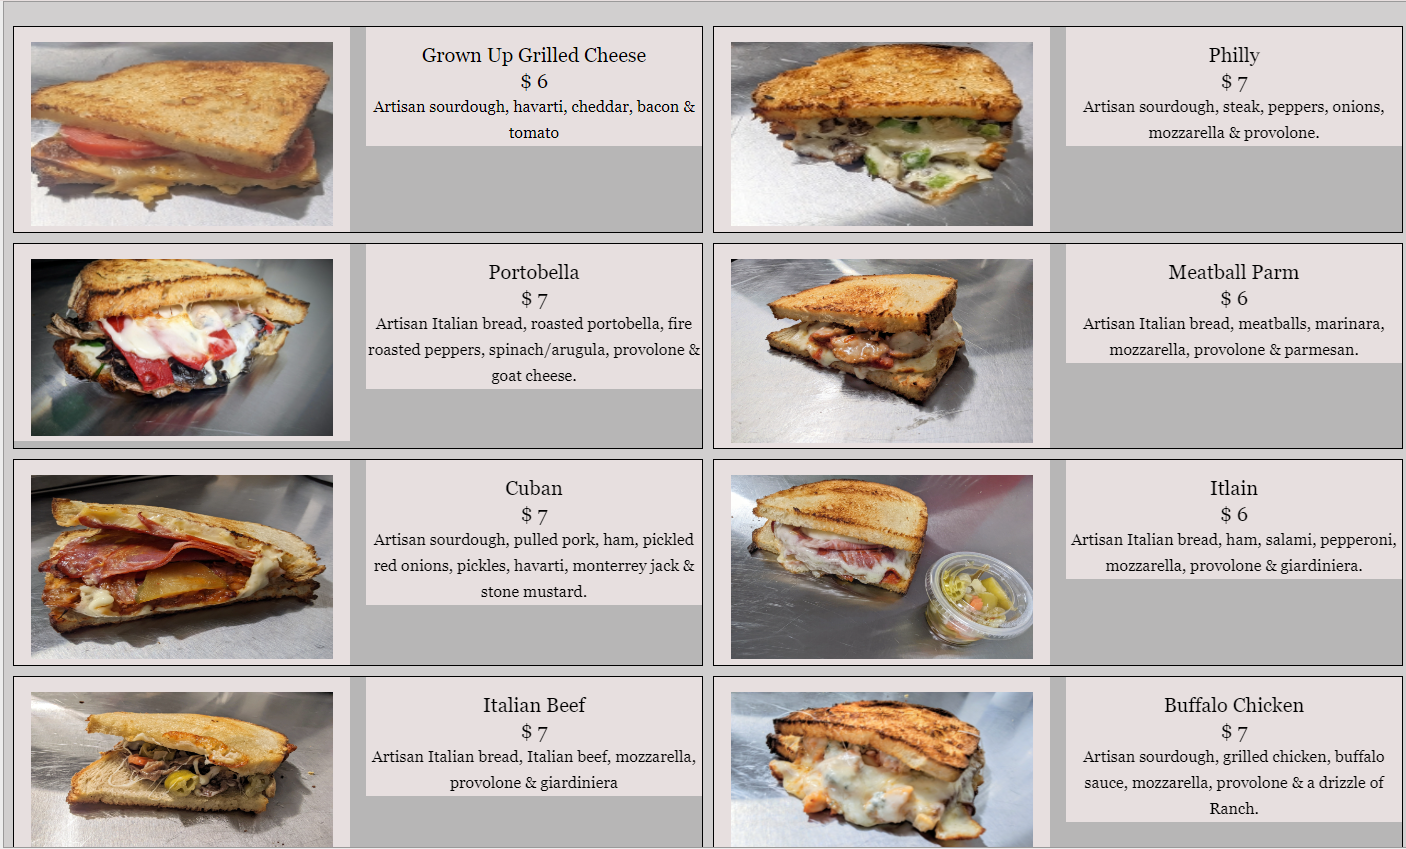 Grown Up Grilled Cheese
$ 6
Artisan sourdough, havarti, cheddar, bacon &
tomato
Philly
$ 7
Artisan sourdough, steak, peppers, onions,
mozzarella & provolone.
Portobella
$ 7
Artisan Italian bread, roasted portobella, fire
roasted peppers, spinach/arugula, provolone &
goat cheese.
Meatball Parm
$ 6
Artisan Italian bread, meatballs, marinara,
mozzarella, provolone & parmesan.
Cuban
$ 7
Artisan sourdough, pulled pork, ham, pickled
red onions, pickles, havarti, monterrey jack &
stone mustard.
Itlain
$ 6
Artisan Italian bread, ham, salami, pepperoni,
mozzarella, provolone & giardiniera.
Italian Beef
$ 7
Artisan Italian bread, Italian beef, mozzarella,
provolone & giardiniera
Buffalo Chicken
$ 7
Artisan sourdough, grilled chicken, buffalo
sauce, mozzarella, provolone & a drizzle of
Ranch.